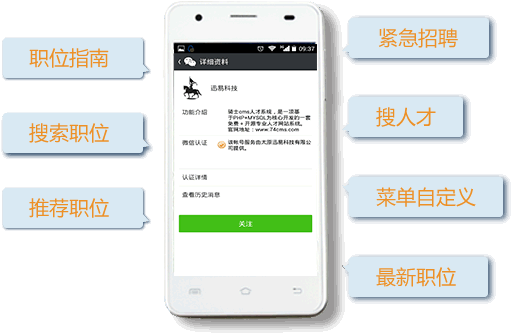 职位指南
搜索职位
推荐职位
09:37
详细资料
迅易科技
功能介绍
骑士cms人才系统，是一项基
于PHP+MYSQL为核心开发的一套
免费 + 开源专业人才网站系统。
官网地址：www.74cms.com
微信认证
该帐号服务由太原迅易科技有限公
司提供。
认证详情
查看历史消息
关注
紧急招聘
搜人才
菜单自定义
最新职位